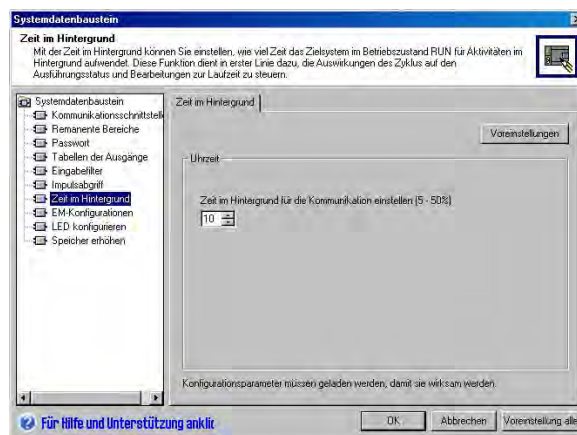 Systemdatenbaustein
Zeit im Hintergrund
Mit der Zeit im Hintergrund können Sie einstellen, wie viel Zeit das Zielsystem im Betriebszustand RUN für Aktivitäten im
Hintergrund aufwendet. Diese Funktion dient in erster Linie dazu, die Auswirkungen des Zyklus auf den
Ausführungsstatus und Bearbeitungen zur Laufzeit zu steuern.
Systemdatenbaustein
Kommunikationsschnittstell
Remanente Bereiche
Passwort
Tabellen der Ausgänge
Eingabefilter
Impulsabgriff
Zeit im Hintergrund
EM-Konfigurationen
LED konfigurieren
Speicher erhöhen
Zeit im Hintergrund
Voreinstellungen
Uhrzeit
Zeit im Hintergrund für die Kommunikation einstellen (5 - 50%)
10
Konfigurationsparameter müssen geladen werden, damit sie wirksam werden.
Für Hilfe und Unterstützung anklic
OK
Abbrechen
Voreinstellung alle